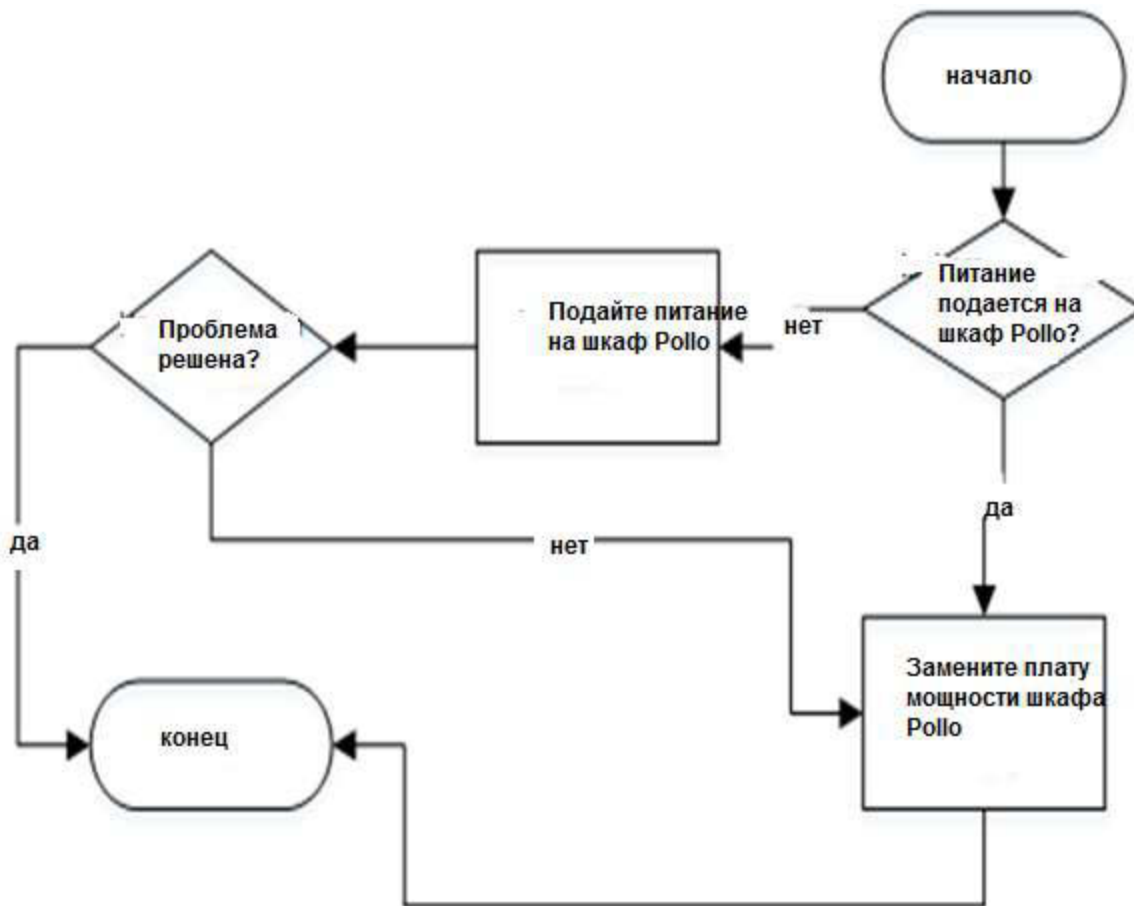 начало
Питание
подается на
шкаф Pollo?
нет
Подайте питание
на шкаф Pollo
Проблема
решена?
да
нет
да
Замените плату
мощности шкафа
Pollo
конец